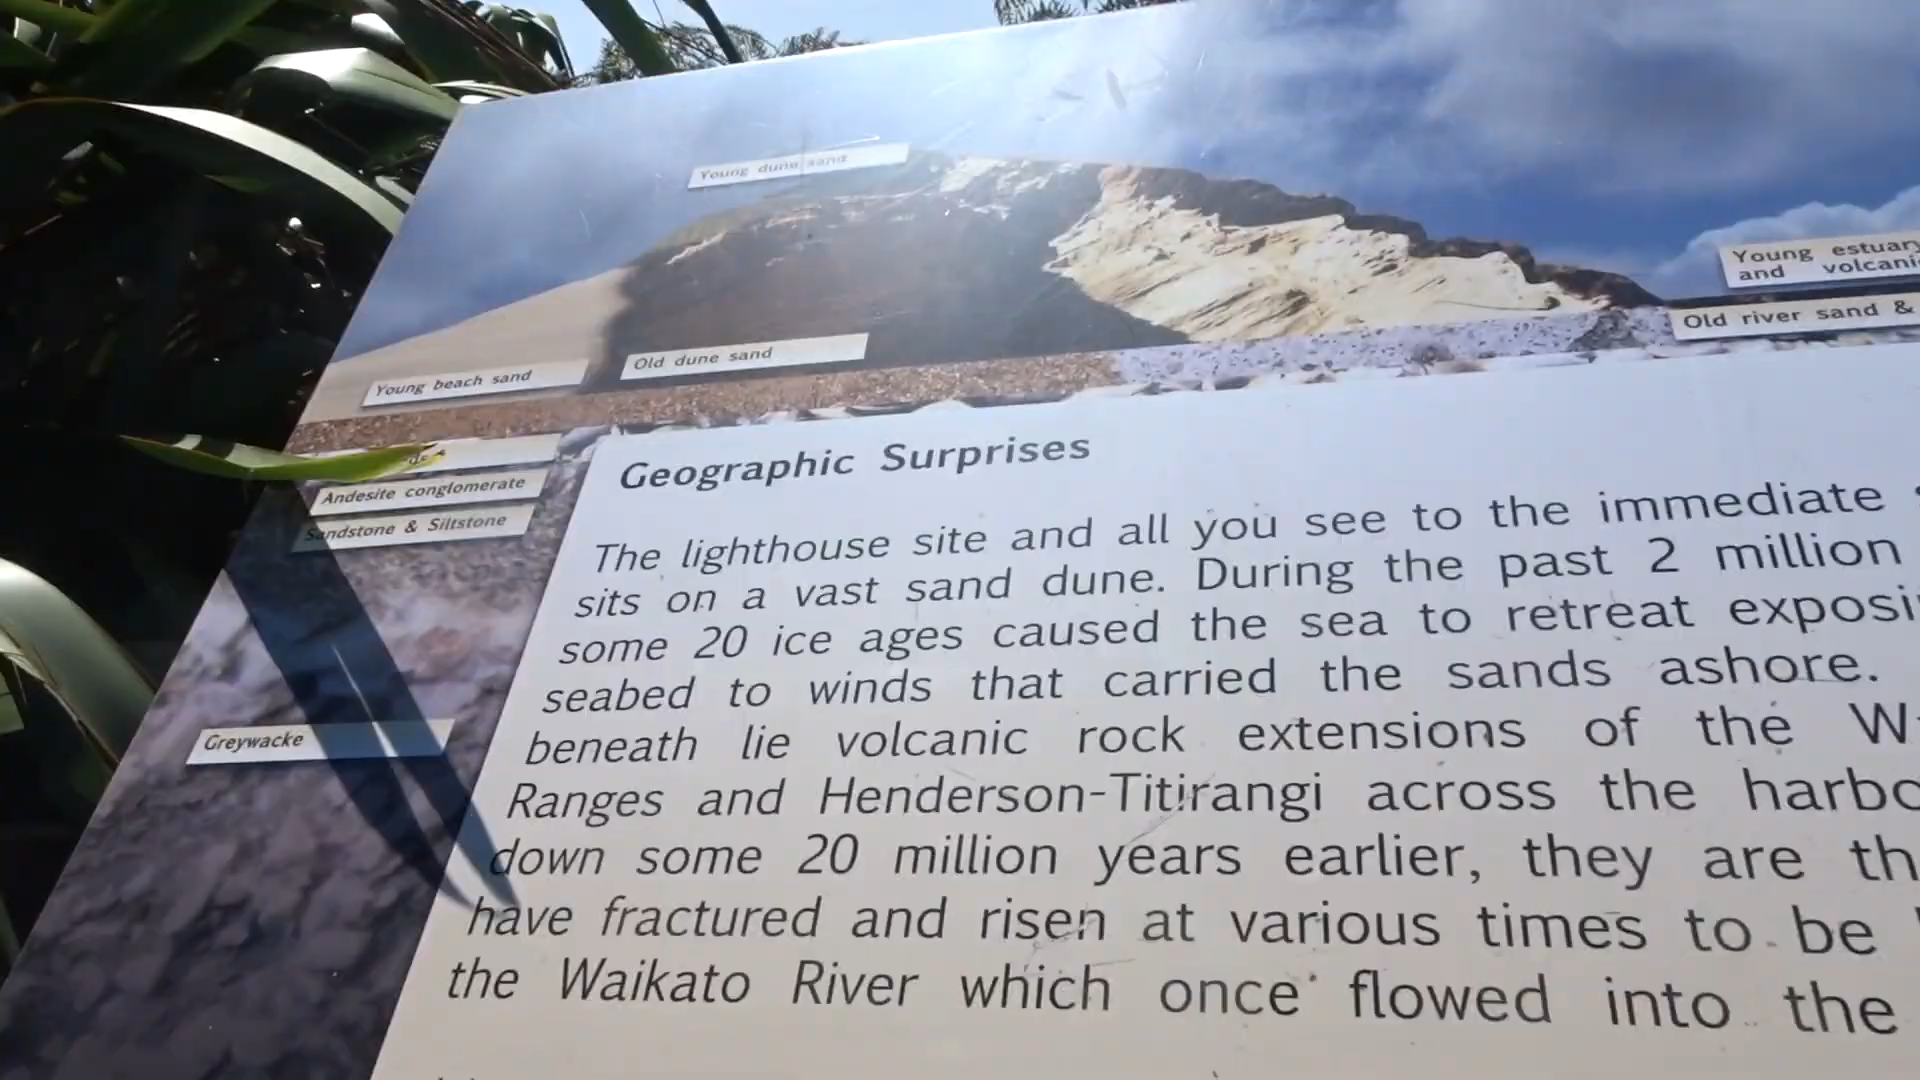 Young dune sand
Young estuar
and volcani
Old river sand &
Old dune sand
Young beach sand
Andesite conglomerate
Sandstone & Siltstone
Greywacke
Geographic Surprises
The lighthouse site and all you see to the immediate
sits on a vast sand dune. During the past 2 million
some 20 ice ages caused the sea to retreat exposi
seabed to winds that carried the sands ashore.
beneath lie volcanic rock extensions of the W
Ranges and Henderson-Titirangi across the harbo
down some 20 million years earlier, they are th
have fractured and risen at various times to be
the Waikato River which once flowed into the